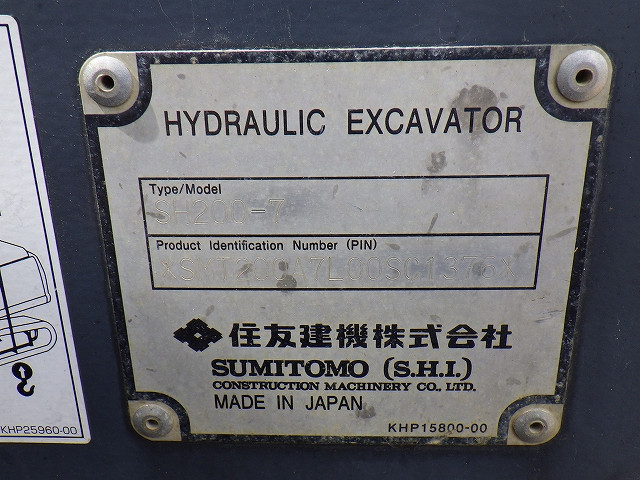 HYDRAULIC EXCAVATOR
Type/Model
SH200-7
Product Identification Number (PIN)
住友建機株式会社
SUMITOMO (S.H.I.)
CONSTRUCTION MACHINERY CO., LTD.
MADE IN JAPAN
KHP15800-00
KHP25960-00